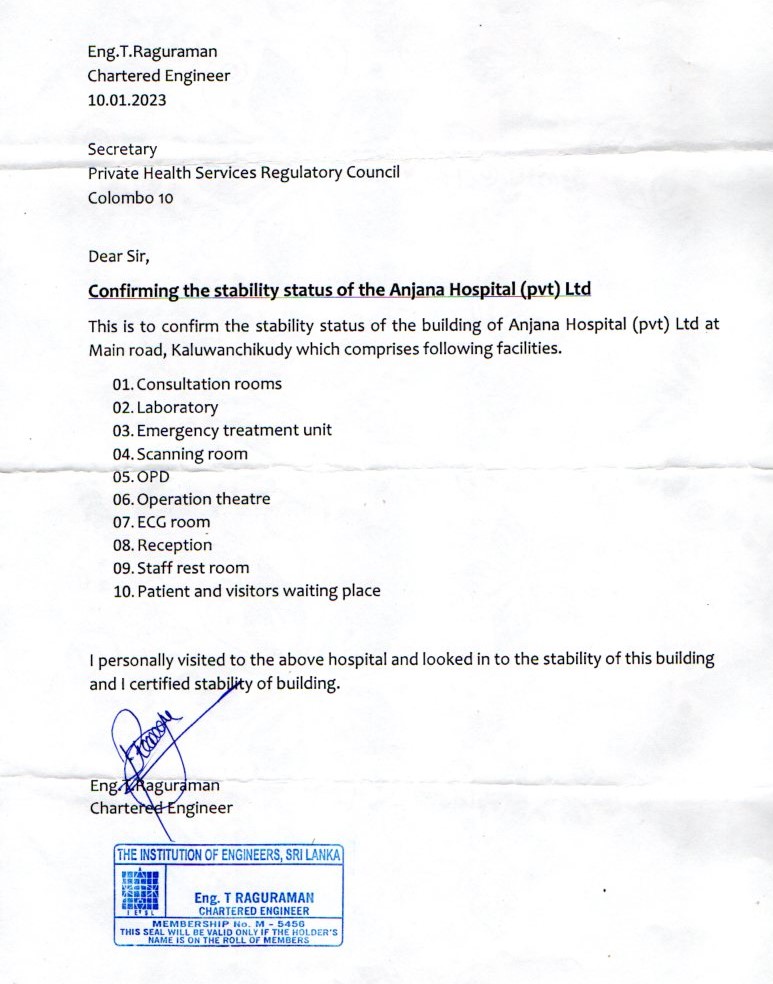 Eng.T.Raguraman
Chartered Engineer
10.01.2023
Secretary
Private Health Services Regulatory Council
Colombo 10
Dear Sir,
Confirming the stability status of the Anjana Hospital (pvt) Ltd
This is to confirm the stability status of the building of Anjana Hospital (pvt) Ltd at
Main road, Kaluwanchikudy which comprises following facilities.
01. Consultation rooms
02. Laboratory
03. Emergency treatment unit
04. Scanning room
05. OPD
06. Operation theatre
07. ECG room
08. Reception
09. Staff rest room
10. Patient and visitors waiting place
I personally visited to the above hospital and looked in to the stability of this building
and I certified stability of building.
Eng.T.Raguraman
Chartered Engineer
THE INSTITUTION OF ENGINEERS, SRI LANKA
Eng. T RAGURAMAN
CHARTERED ENGINEER
I E S L
MEMBERSHIP No. M - 5456
THIS SEAL WILL BE VALID ONLY IF THE HOLDER'S
NAME IS ON THE ROLL OF MEMBERS